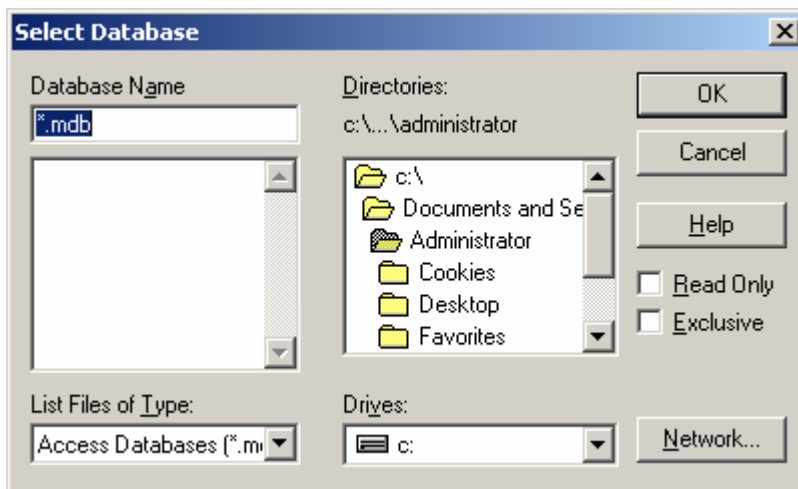 Select Database
Database Name
*.mdb
List Files of Type:
Access Databases (*.m
Directories:
c:\...\administrator
c:\
Documents and Se
Administrator
Cookies
Desktop
Favorites
Drives:
c:
OK
Cancel
Help
Read Only
Exclusive
Network...